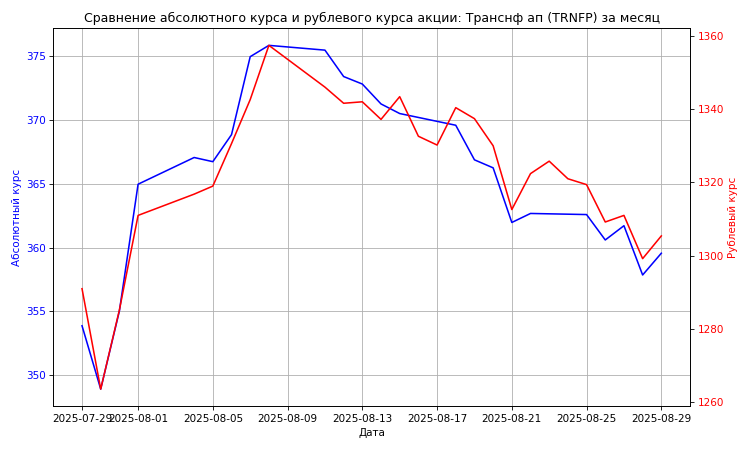 Сравнение абсолютного курса и рублевого курса акции: Транснф ап (TRNFP) за месяц
Абсолютный курс
375
370
365
360
355
350
1360
1340
1320
1300
1280
1260
Рублевый курс
2025-07-29 2025-08-01 2025-08-05 2025-08-09 2025-08-13 2025-08-17 2025-08-21 2025-08-25 2025-08-29
Дата